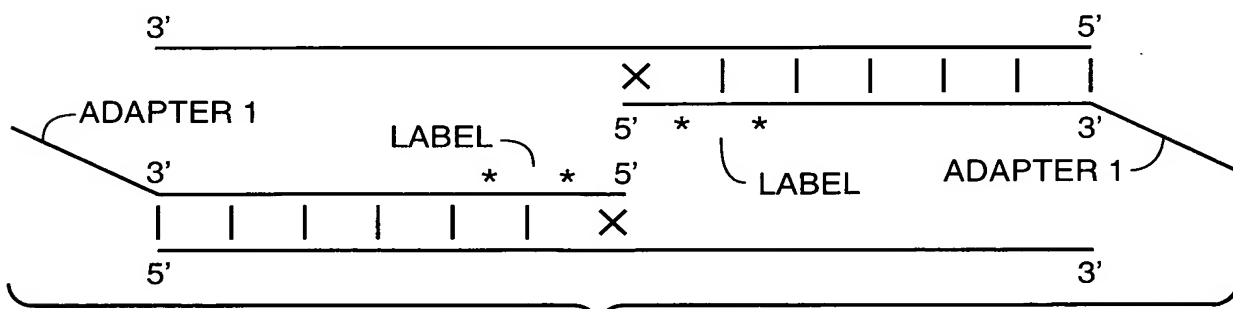 3' 5'
ADAPTER 1
LABEL 5' * * 3' ADAPTER 1
3' * * 5' LABEL
5' 3'